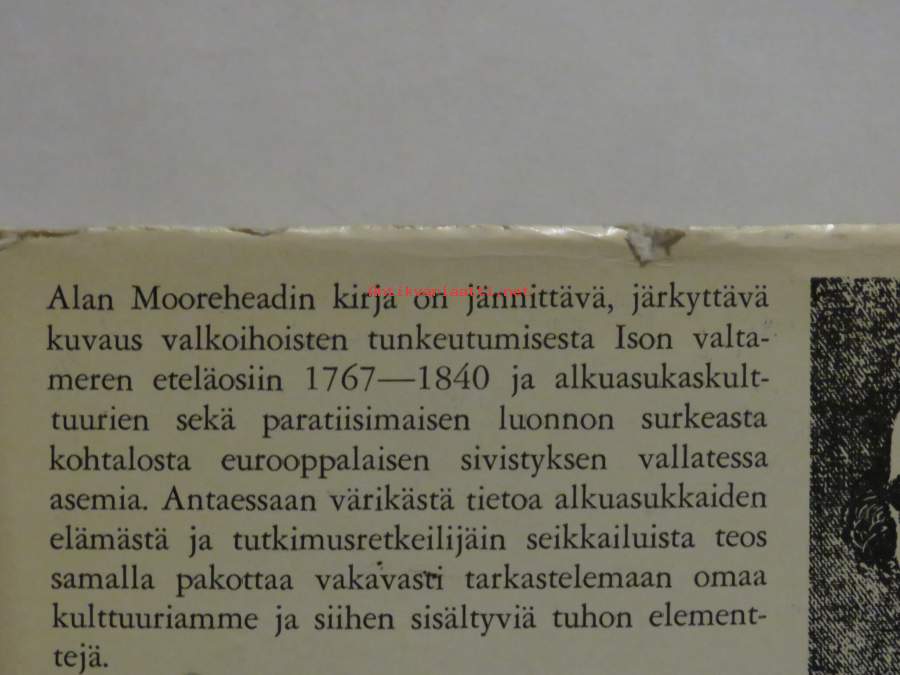 Alan Mooreheadin kirja on jännittävä, järkyttävä
kuvaus valkoihoisten tunkeutumisesta Ison valta-
meren eteläosiin 1767—1840 ja alkuasukaskult-
tuurien sekä paratiisimaisen luonnon surkeasta
kohtalosta eurooppalaisen sivistyksen vallatessa
asemia. Antaessaan värikästä tietoa alkuasukkaiden
elämästä ja tutkimusretkeilijäin seikkailuista teos
samalla pakottaa vakavasti tarkastelemaan omaa
kulttuuriamme ja siihen sisältyviä tuhon element-
tejä.
antikvariaatti.net